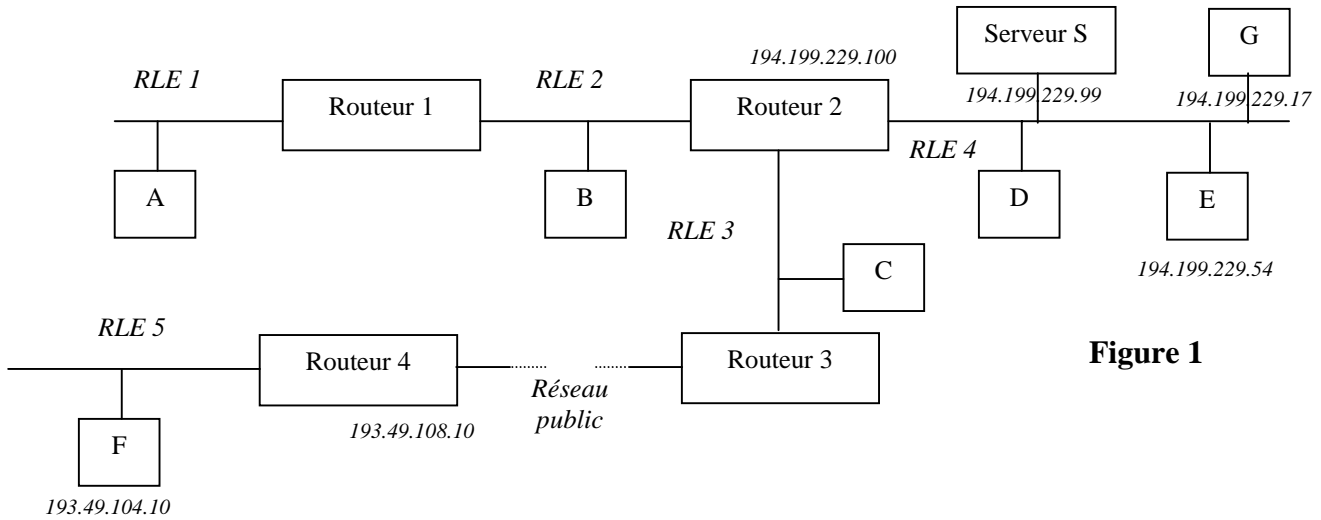 Serveur S
G
194.199.229.100
RLE 1
RLE 2
Routeur 1
Routeur 2
194.199.229.99
194.199.229.17
RLE 4
A
B
D
E
RLE 3
C
194.199.229.54
RLE 5
Routeur 4
Routeur 3
Figure 1
Réseau
public
193.49.108.10
F
193.49.104.10